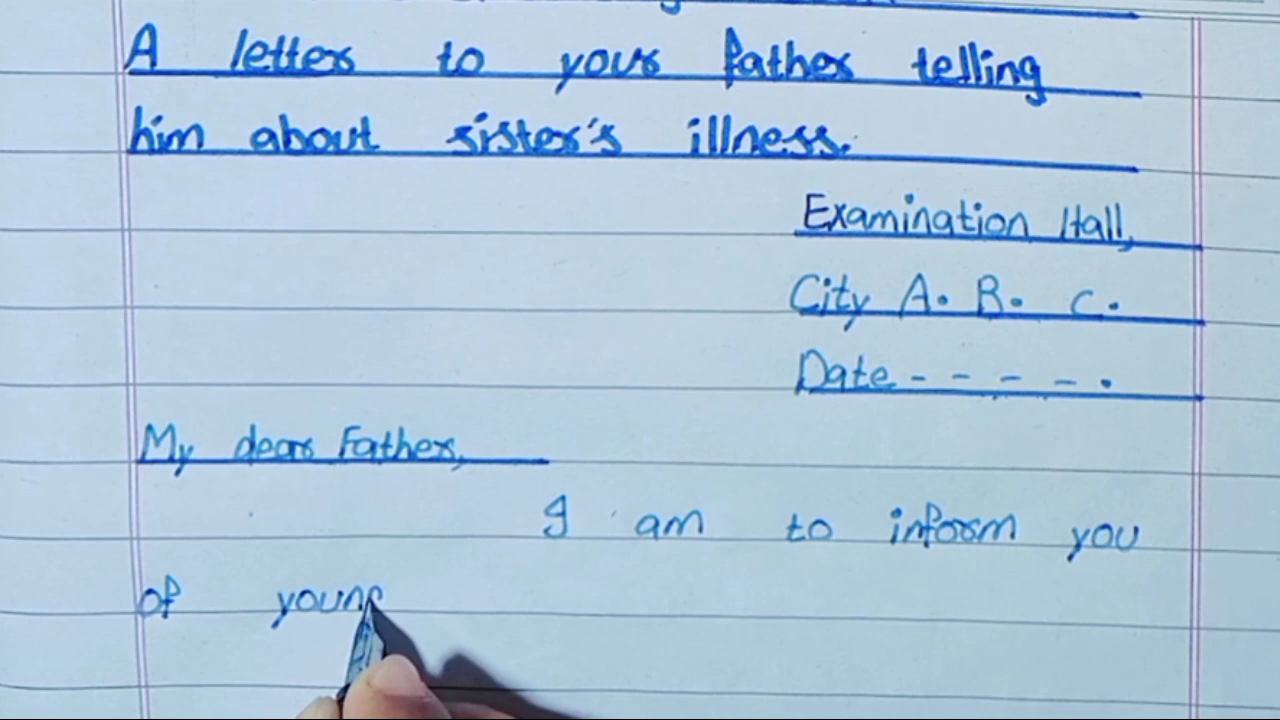 A letter to your father telling
him about sister's illness.
Examination Hall,
City A. B. C.
Date - - - - .
My dear Father,
I am to inform you
of young